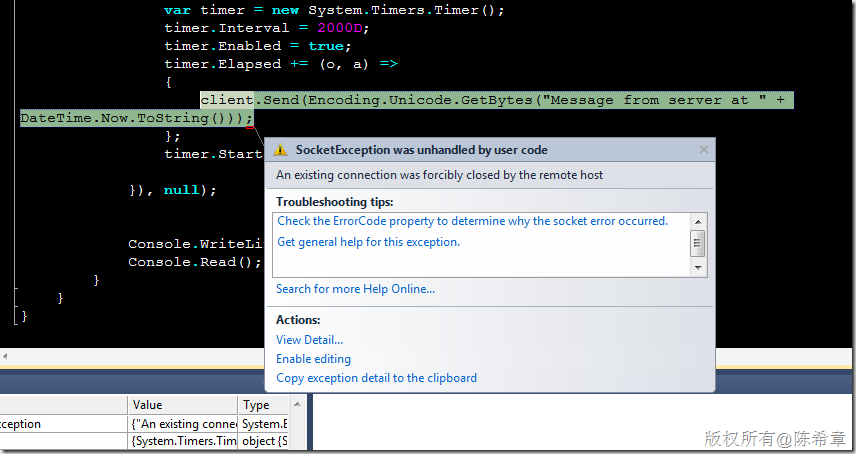 var timer = new System.Timers.Timer();
timer.Interval = 2000D;
timer.Enabled = true;
timer.Elapsed += (o, a) =>
{
client.Send(Encoding.Unicode.GetBytes("Message from server at " +
DateTime.Now.ToString()));
};
timer.Start
}), null);
Console.WriteLi
Console.Read();
}
}
}
SocketException was unhandled by user code
An existing connection was forcibly closed by the remote host
Troubleshooting tips:
Check the ErrorCode property to determine why the socket error occurred.
Get general help for this exception.
Search for more Help Online...
Actions:
View Detail...
Enable editing
Copy exception detail to the clipboard
Value Type
ception {"An existing connec System.E
{System.Timers.Tim object {S
版权所有@陈希章